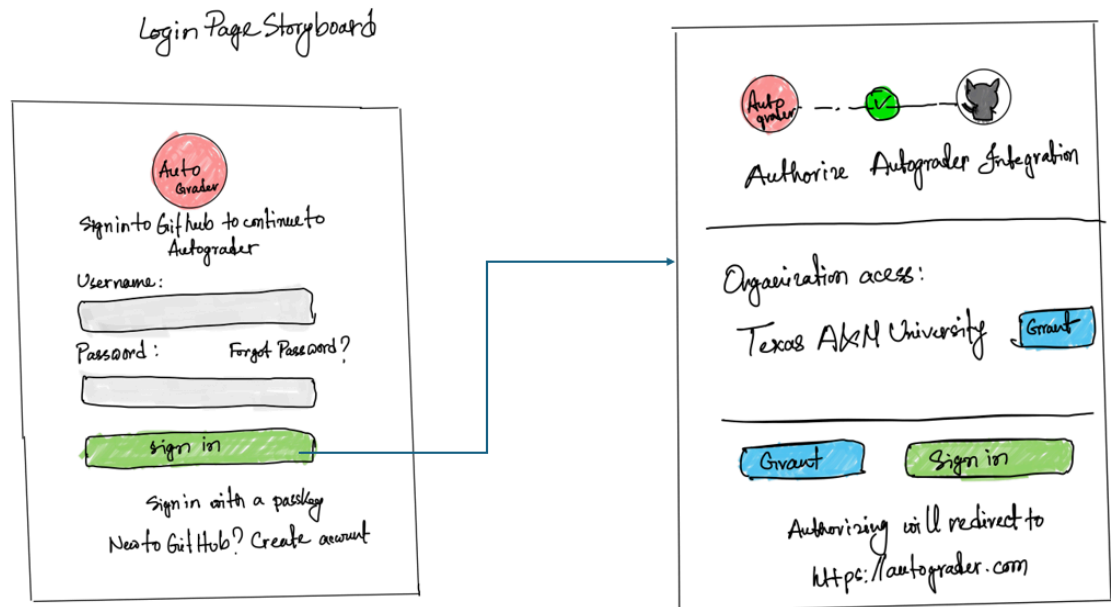 Login Page Storyboard
Auto
Grader
Sign in to Github to continue to
Autograder
Username:
Password: Forgot Password?
Sign in
Sign in with a passkey
New to GitHub? Create account
Auto
grader
Authorize Autograder Integration
Organization acess:
Texas A&M University Grant
Grant Sign in
Authorizing will redirect to
https://autograder.com